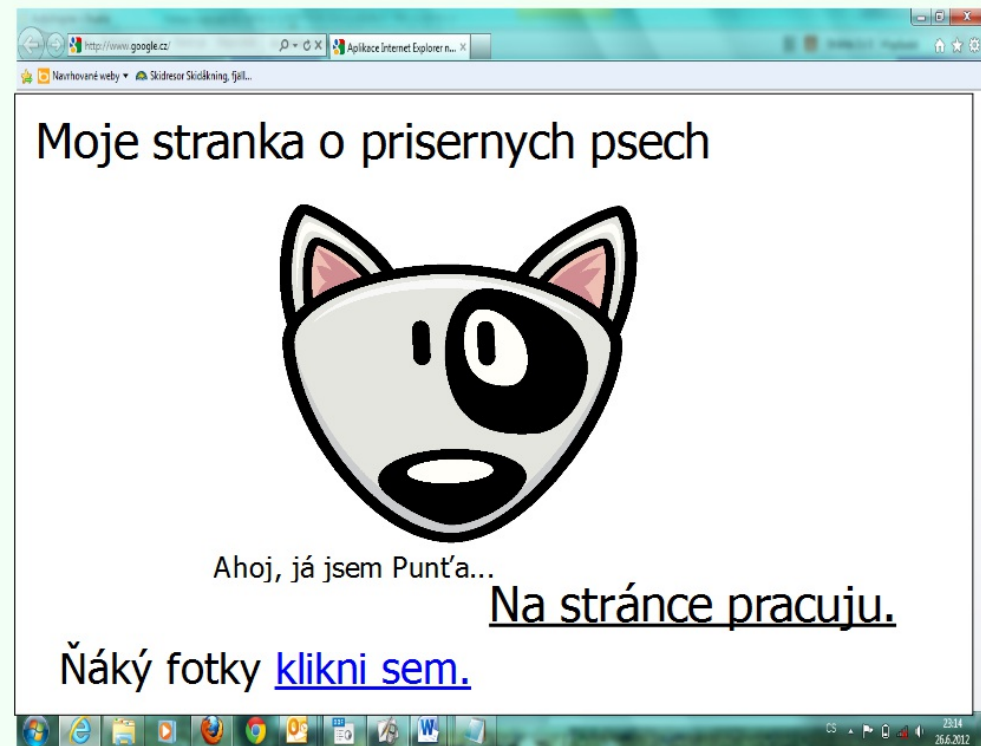 http://www.google.cz/
Aplikace Internet Explorer n...
Navrhované weby
Skidresor Skidåkning, fjäll...
Moje stranka o prisernych psech
Ahoj, já jsem Punťa...
Na stránce pracuju.
Ňáký fotky klikni sem.
CS
23:14
26.6.2012